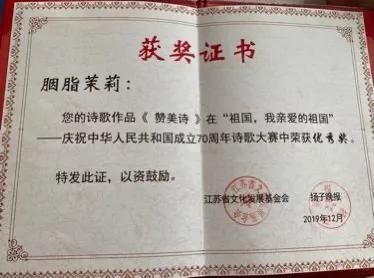 获奖证书
胭脂茉莉：
您的诗歌作品《 赞美诗 》在“祖国，我亲爱的祖国”
——庆祝中华人民共和国成立70周年诗歌大赛中荣获优秀奖。
特发此证，以资鼓励。
江苏省文化发展基金会 扬子晚报
2019年12月